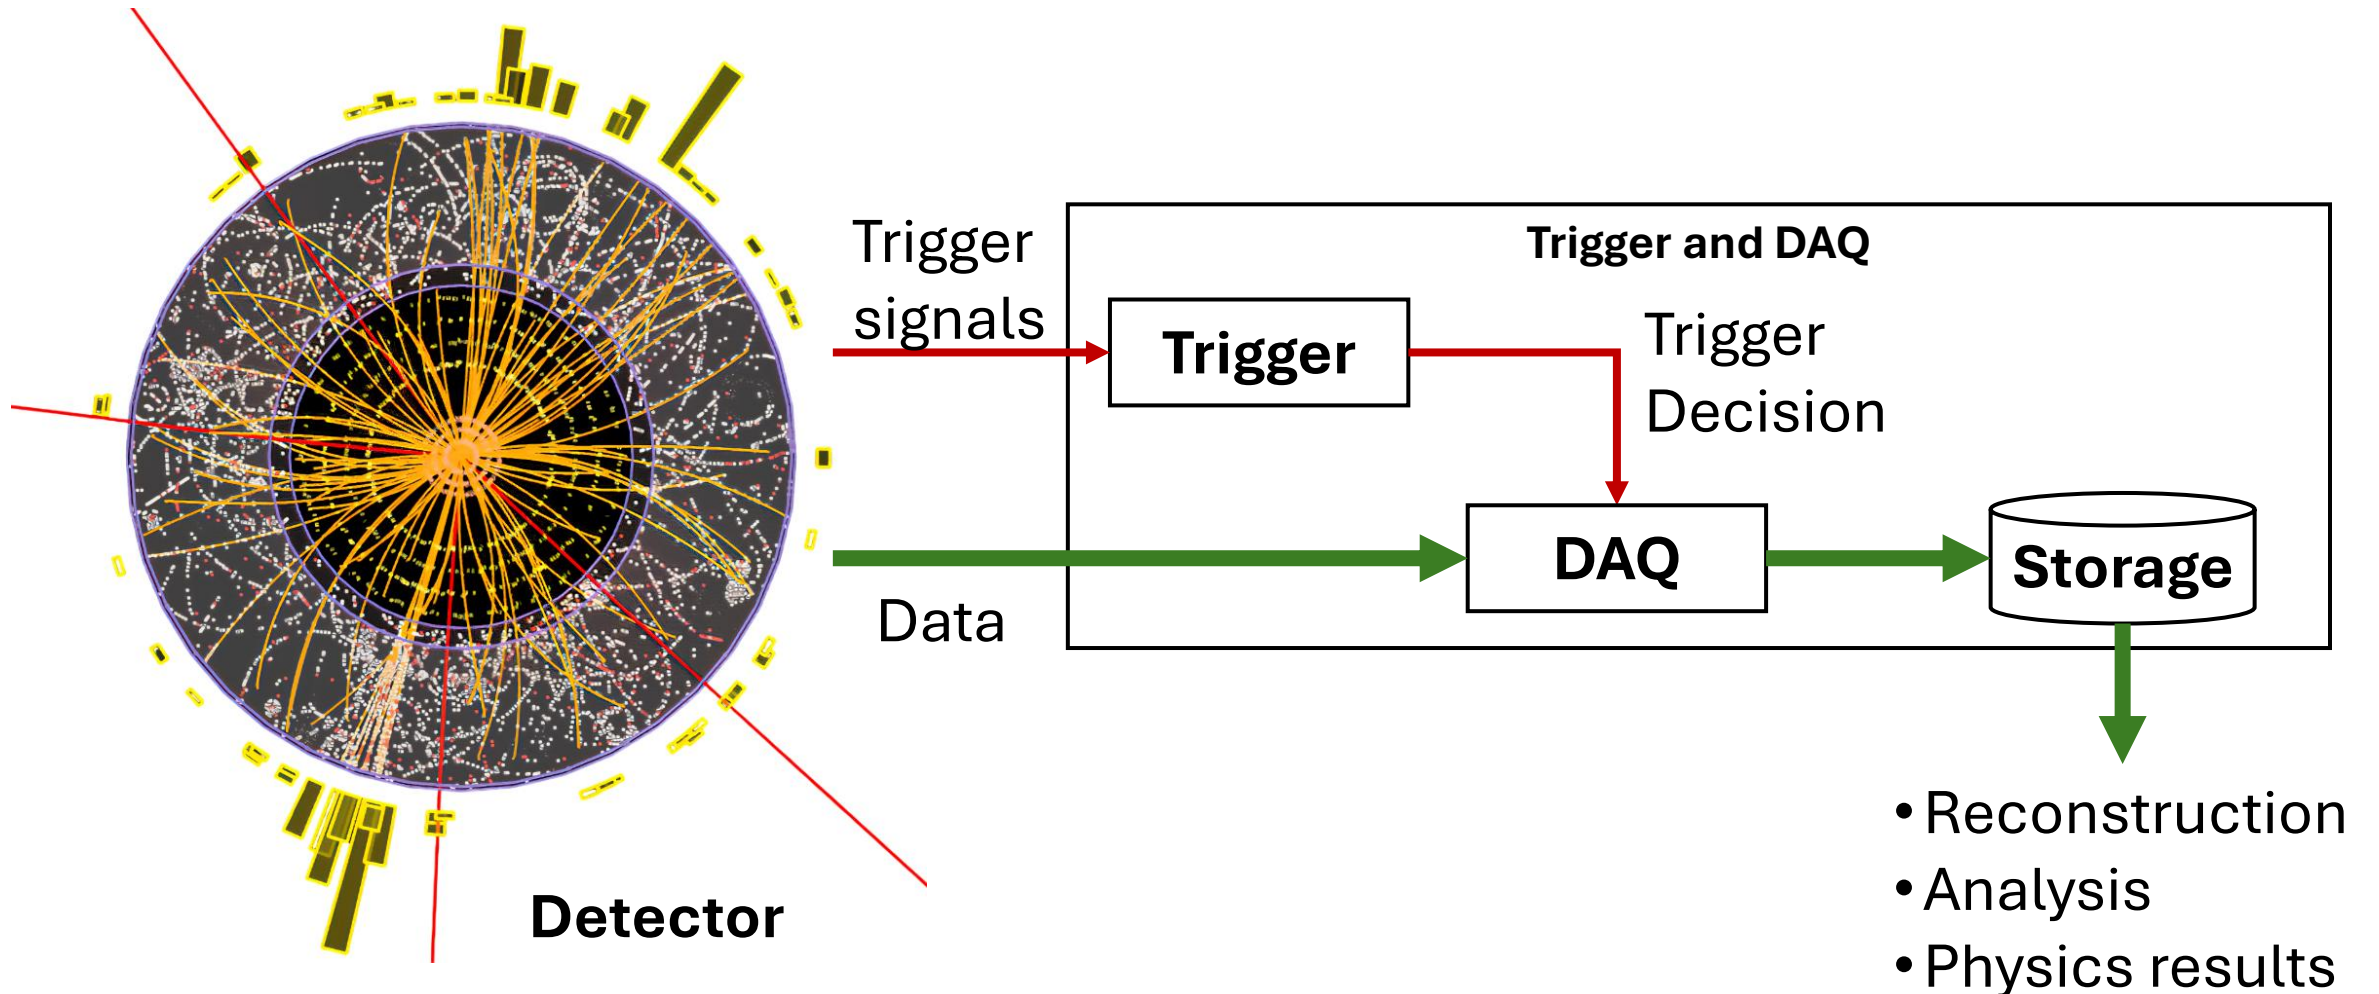 Trigger
signals
Trigger and DAQ
Trigger
Trigger
Decision
DAQ
Storage
Data
Detector
• Reconstruction
• Analysis
• Physics results